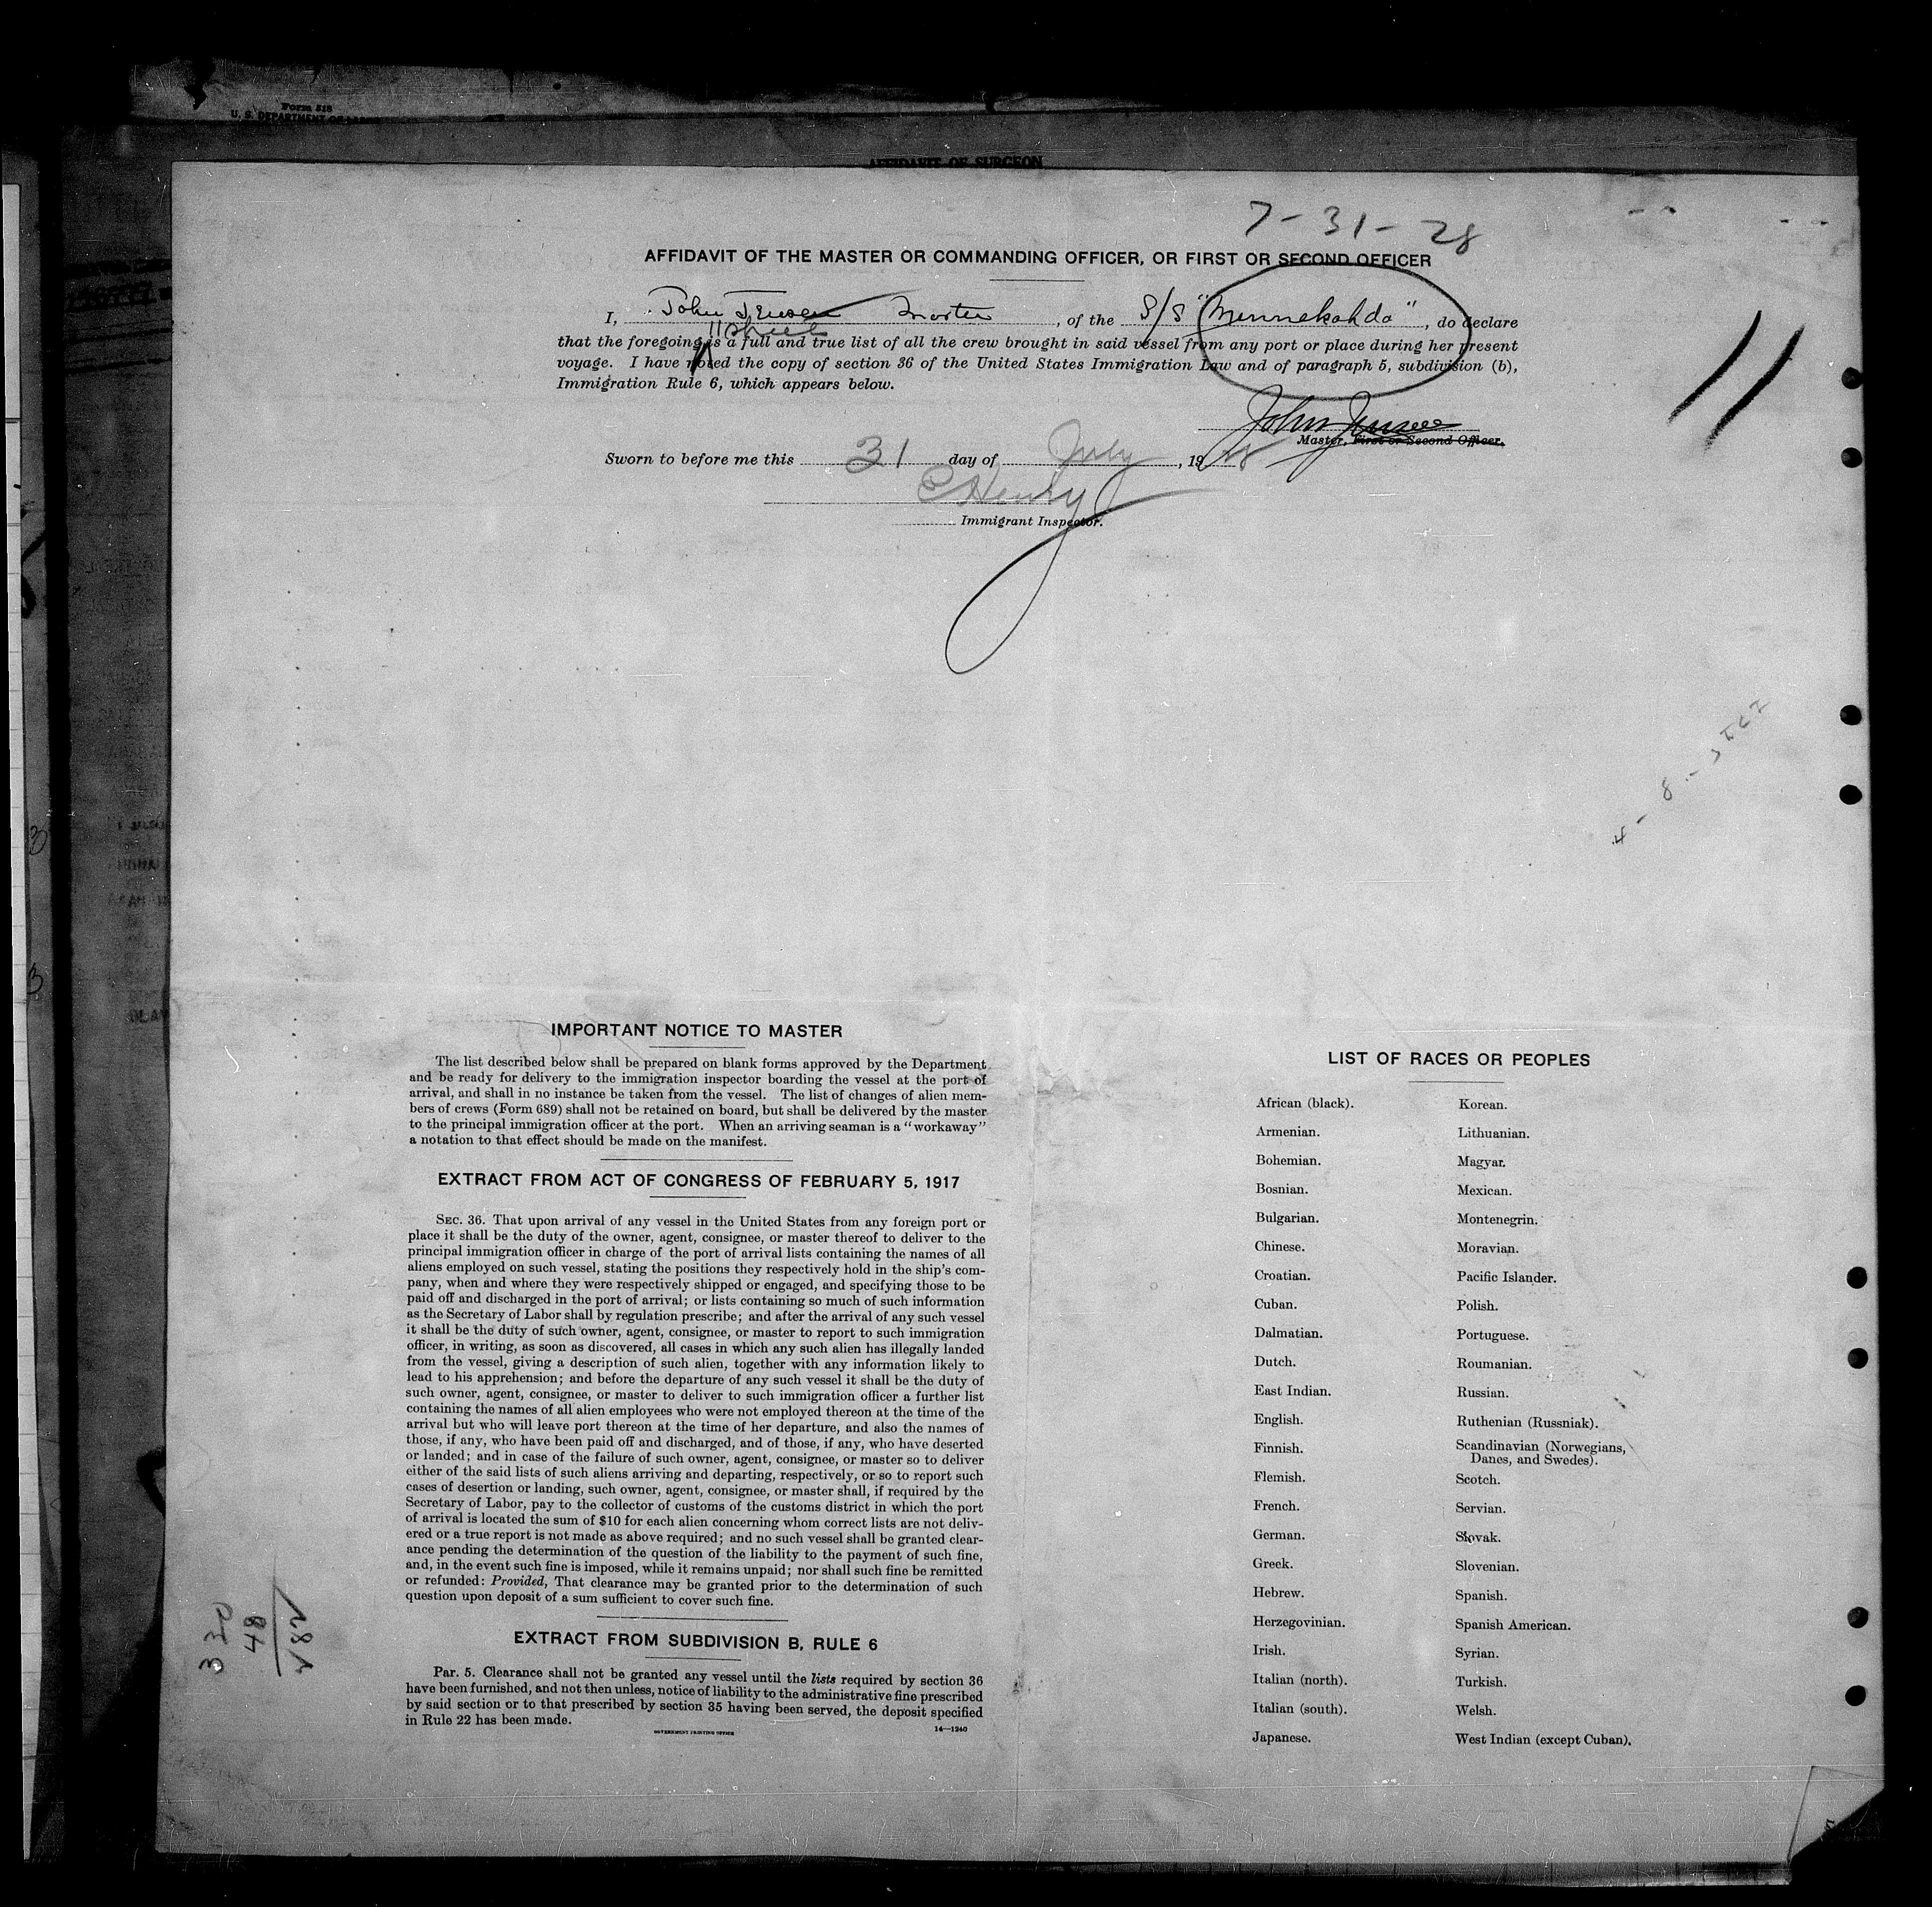 Form 518
U. S. DEPARTMENT OF LABOR
AFFIDAVIT OF SURGEON
7-31-28
AFFIDAVIT OF THE MASTER OR COMMANDING OFFICER, OR FIRST OR SECOND OFFICER
I, John Jensen Master, of the S/S "Minnekahda", do declare
11 sheets
that the foregoing is a full and true list of all the crew brought in said vessel from any port or place during her present
voyage. I have noted the copy of section 36 of the United States Immigration Law and of paragraph 5, subdivision (b),
Immigration Rule 6, which appears below.
11
John Jensen
Master, First or Second Officer.
Sworn to before me this 31 day of July, 1928
C Henry
Immigrant Inspector.
IMPORTANT NOTICE TO MASTER
The list described below shall be prepared on blank forms approved by the Department
and be ready for delivery to the immigration inspector boarding the vessel at the port of
arrival, and shall in no instance be taken from the vessel. The list of changes of alien mem-
bers of crews (Form 689) shall not be retained on board, but shall be delivered by the master
to the principal immigration officer at the port. When an arriving seaman is a "workaway"
a notation to that effect should be made on the manifest.
EXTRACT FROM ACT OF CONGRESS OF FEBRUARY 5, 1917
SEC. 36. That upon arrival of any vessel in the United States from any foreign port or
place it shall be the duty of the owner, agent, consignee, or master thereof to deliver to the
principal immigration officer in charge of the port of arrival lists containing the names of all
aliens employed on such vessel, stating the positions they respectively hold in the ship's com-
pany, when and where they were respectively shipped or engaged, and specifying those to be
paid off and discharged in the port of arrival; or lists containing so much of such information
as the Secretary of Labor shall by regulation prescribe; and after the arrival of any such vessel
it shall be the duty of such owner, agent, consignee, or master to report to such immigration
officer, in writing, as soon as discovered, all cases in which any such alien has illegally landed
from the vessel, giving a description of such alien, together with any information likely to
lead to his apprehension; and before the departure of any such vessel it shall be the duty of
such owner, agent, consignee, or master to deliver to such immigration officer a further list
containing the names of all alien employees who were not employed thereon at the time of the
arrival but who will leave port thereon at the time of her departure, and also the names of
those, if any, who have been paid off and discharged, and of those, if any, who have deserted
or landed; and in case of the failure of such owner, agent, consignee, or master so to deliver
either of the said lists of such aliens arriving and departing, respectively, or so to report such
cases of desertion or landing, such owner, agent, consignee, or master shall, if required by the
Secretary of Labor, pay to the collector of customs of the customs district in which the port
of arrival is located the sum of $10 for each alien concerning whom correct lists are not deliv-
ered or a true report is not made as above required; and no such vessel shall be granted clear-
ance pending the determination of the question of the liability to the payment of such fine,
and, in the event such fine is imposed, while it remains unpaid; nor shall such fine be remitted
or refunded: Provided, That clearance may be granted prior to the determination of such
question upon deposit of a sum sufficient to cover such fine.
EXTRACT FROM SUBDIVISION B, RULE 6
Par. 5. Clearance shall not be granted any vessel until the lists required by section 36
have been furnished, and not then unless, notice of liability to the administrative fine prescribed
by said section or to that prescribed by section 35 having been served, the deposit specified
in Rule 22 has been made.
GOVERNMENT PRINTING OFFICE 14—1240
LIST OF RACES OR PEOPLES
African (black).
Armenian.
Bohemian.
Bosnian.
Bulgarian.
Chinese.
Croatian.
Cuban.
Dalmatian.
Dutch.
East Indian.
English.
Finnish.
Flemish.
French.
German.
Greek.
Hebrew.
Herzegovinian.
Irish.
Italian (north).
Italian (south).
Japanese.
Korean.
Lithuanian.
Magyar.
Mexican.
Montenegrin.
Moravian.
Pacific Islander.
Polish.
Portuguese.
Roumanian.
Russian.
Ruthenian (Russniak).
Scandinavian (Norwegians,
Danes, and Swedes).
Scotch.
Servian.
Slovak.
Slovenian.
Spanish.
Spanish American.
Syrian.
Turkish.
Welsh.
West Indian (except Cuban).
48